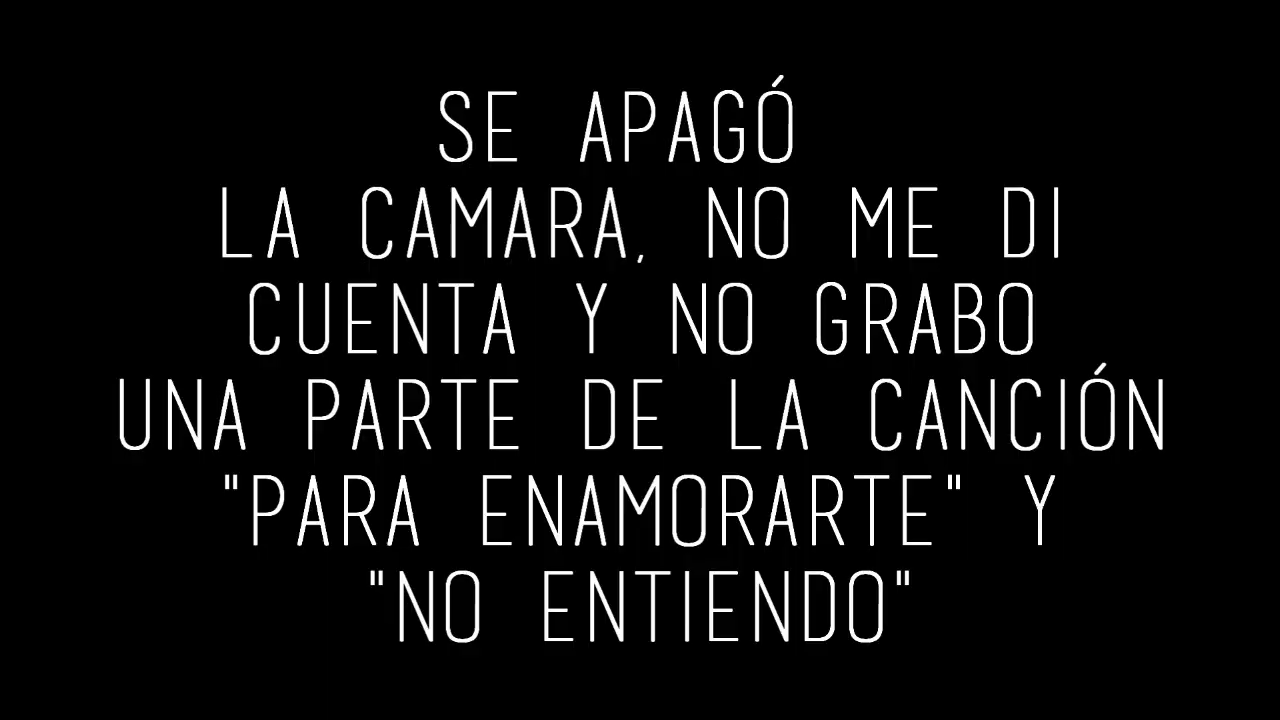 SE APAGÓ
LA CAMARA, NO ME DI
CUENTA Y NO GRABO
UNA PARTE DE LA CANCIÓN
"PARA ENAMORARTE" Y
"NO ENTIENDO"